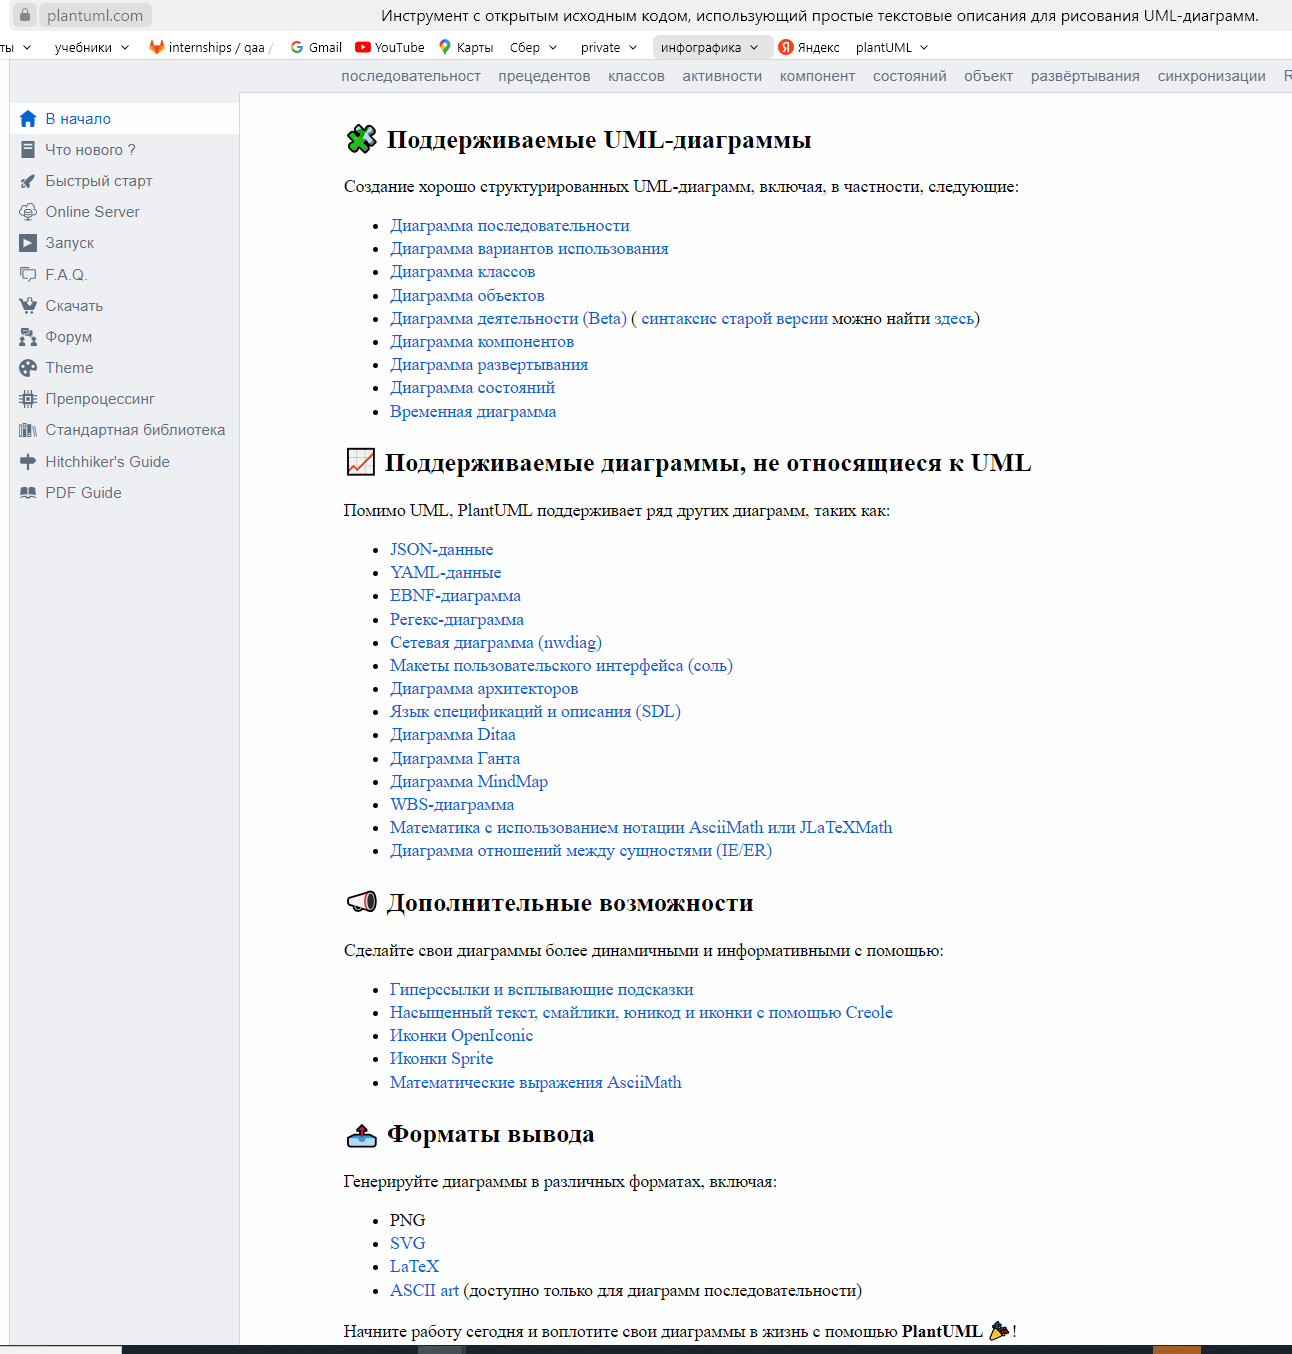 plantuml.com
Инструмент с открытым исходным кодом, использующий простые текстовые описания для рисования UML-диаграмм.
ты учебники internships / qaa / Gmail YouTube Карты Сбер private инфографика Яндекс plantUML
последовательност прецедентов классов активности компонент состояний объект развёртывания синхронизации
В начало
Что нового ?
Быстрый старт
Online Server
Запуск
F.A.Q.
Скачать
Форум
Theme
Препроцессинг
Стандартная библиотека
Hitchhiker's Guide
PDF Guide
Поддерживаемые UML-диаграммы
Создание хорошо структурированных UML-диаграмм, включая, в частности, следующие:
Диаграмма последовательности
Диаграмма вариантов использования
Диаграмма классов
Диаграмма объектов
Диаграмма деятельности (Beta) ( синтаксис старой версии можно найти здесь)
Диаграмма компонентов
Диаграмма развертывания
Диаграмма состояний
Временная диаграмма
Поддерживаемые диаграммы, не относящиеся к UML
Помимо UML, PlantUML поддерживает ряд других диаграмм, таких как:
JSON-данные
YAML-данные
EBNF-диаграмма
Регекс-диаграмма
Сетевая диаграмма (nwdiag)
Макеты пользовательского интерфейса (соль)
Диаграмма архитекторов
Язык спецификаций и описания (SDL)
Диаграмма Ditaa
Диаграмма Ганта
Диаграмма MindMap
WBS-диаграмма
Математика с использованием нотации AsciiMath или JLaTeXMath
Диаграмма отношений между сущностями (IE/ER)
Дополнительные возможности
Сделайте свои диаграммы более динамичными и информативными с помощью:
Гиперссылки и всплывающие подсказки
Насыщенный текст, смайлики, юникод и иконки с помощью Creole
Иконки OpenIconic
Иконки Sprite
Математические выражения AsciiMath
Форматы вывода
Генерируйте диаграммы в различных форматах, включая:
PNG
SVG
LaTeX
ASCII art (доступно только для диаграмм последовательности)
Начните работу сегодня и воплотите свои диаграммы в жизнь с помощью PlantUML !